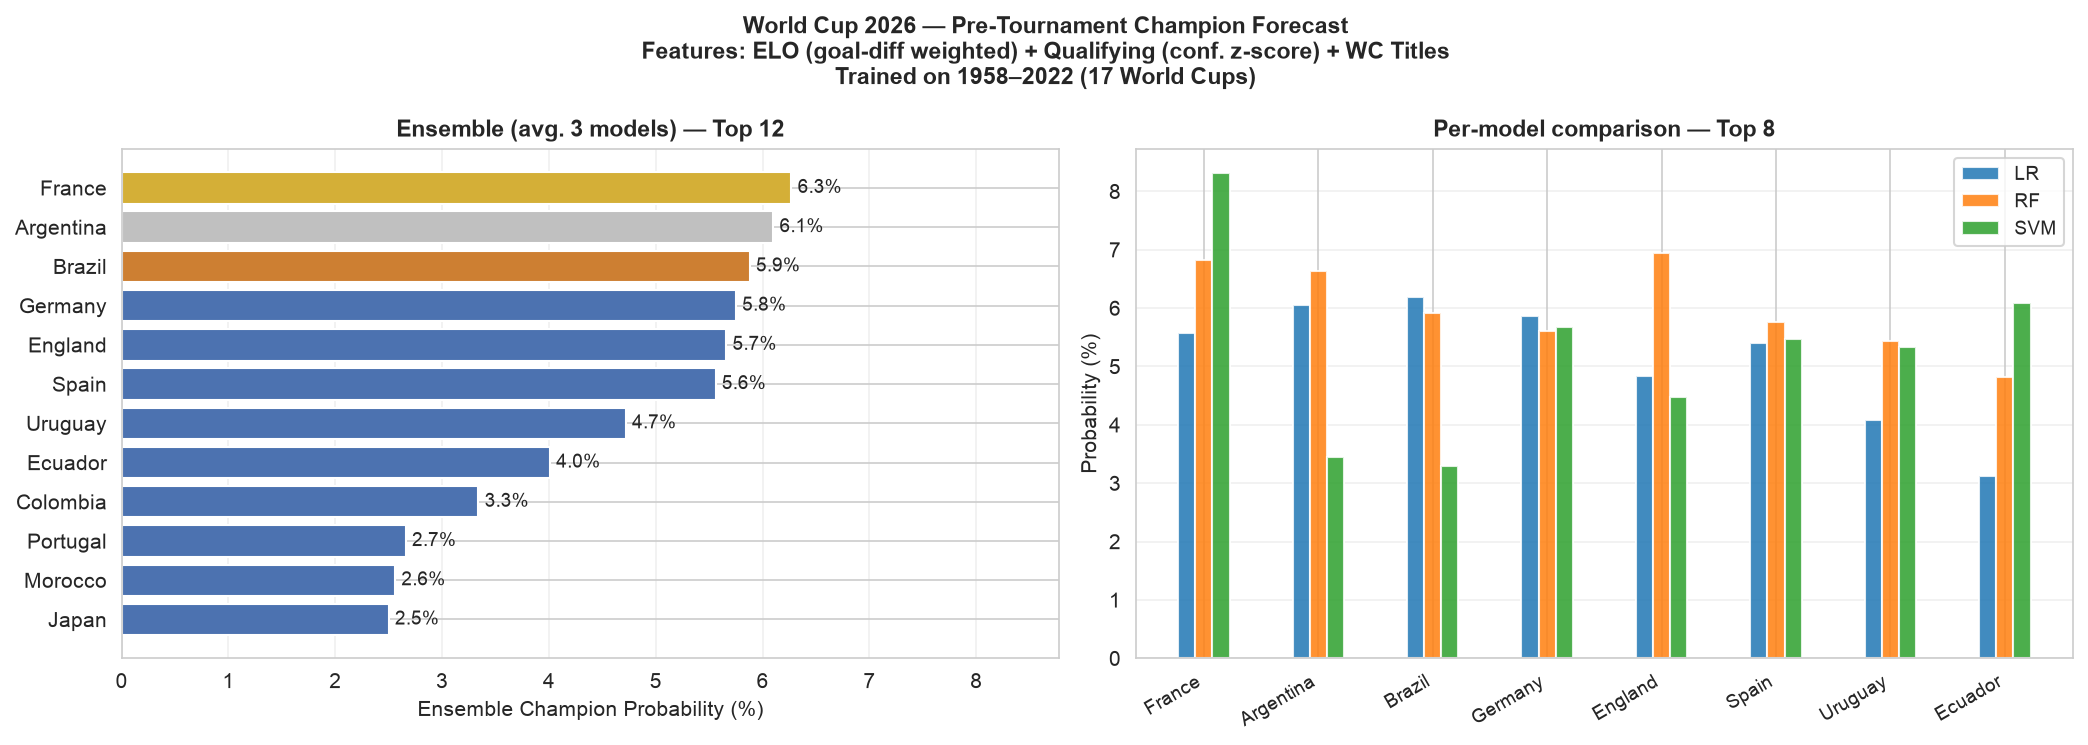 World Cup 2026 — Pre-Tournament Champion Forecast
Features: ELO (goal-diff weighted) + Qualifying (conf. z-score) + WC Titles
Trained on 1958–2022 (17 World Cups)
Ensemble (avg. 3 models) — Top 12
France
6.3%
Argentina
6.1%
Brazil
5.9%
Germany
5.8%
England
5.7%
Spain
5.6%
Uruguay
4.7%
Ecuador
4.0%
Colombia
3.3%
Portugal
2.7%
Morocco
2.6%
Japan
2.5%
0 1 2 3 4 5 6 7 8
Ensemble Champion Probability (%)
Per-model comparison — Top 8
LR
RF
SVM
Probability (%)
8
7
6
5
4
3
2
1
0
France
Argentina
Brazil
Germany
England
Spain
Uruguay
Ecuador